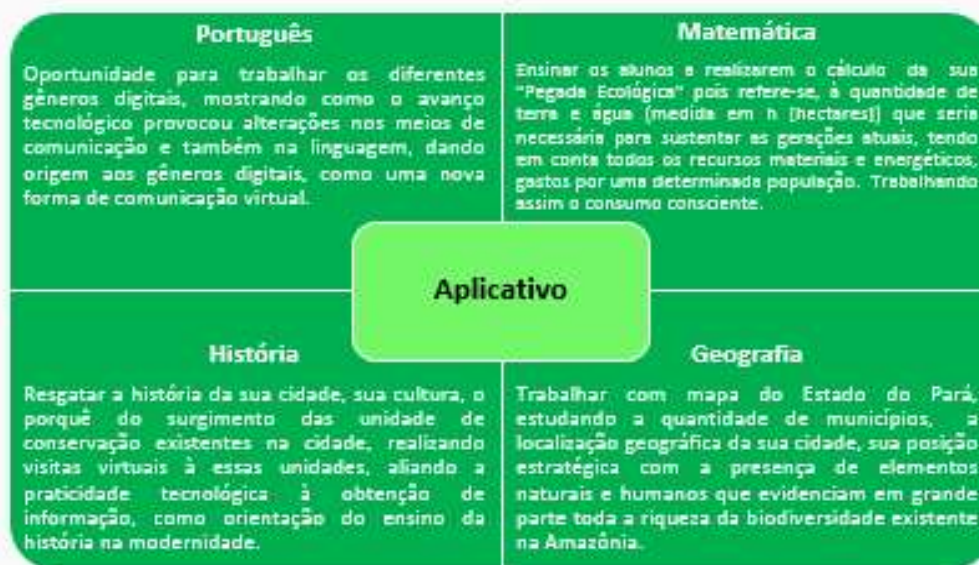 Português
Oportunidade para trabalhar os diferentes
gêneros digitais, mostrando como o avanço
tecnológico provocou alterações nos meios de
comunicação e também na linguagem, dando
origem aos gêneros digitais, como uma nova
forma de comunicação virtual.
Matemática
Ensinar os alunos a realizarem o cálculo da sua
"Pegada Ecológica" pois refere-se, à quantidade de
terra e água (medida em h [hectares]) que seria
necessária para sustentar as gerações atuais, tendo
em conta todos os recursos materiais e energéticos,
gastos por uma determinada população. Trabalhando
assim o consumo consciente.
Aplicativo
História
Resgatar a história da sua cidade, sua cultura, o
porquê do surgimento das unidade de
conservação existentes na cidade, realizando
visitas virtuais à essas unidades, aliando a
praticidade tecnológica à obtenção de
informação, como orientação do ensino da
história na modernidade.
Geografia
Trabalhar com mapa do Estado do Pará,
estudando a quantidade de municípios, a
localização geográfica da sua cidade, sua posição
estratégica com a presença de elementos
naturais e humanos que evidenciam em grande
parte toda a riqueza da biodiversidade existente
na Amazônia.